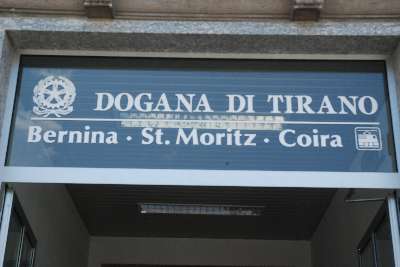 DOGANA DI TIRANO
Bernina · St. Moritz · Coira